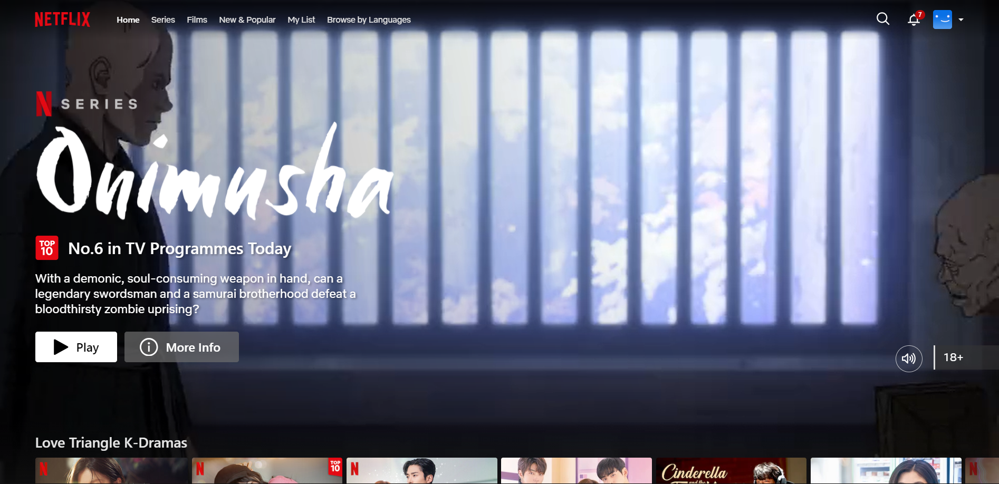 NETFLIX
Home Series Films New & Popular My List Browse by Languages
7
N SERIES
Onimusha
TOP 10
No.6 in TV Programmes Today
With a demonic, soul-consuming weapon in hand, can a
legendary swordsman and a samurai brotherhood defeat a
bloodthirsty zombie uprising?
Play
More Info
18+
Love Triangle K-Dramas
N
N
TOP
10
N
Cinderella
and the
N